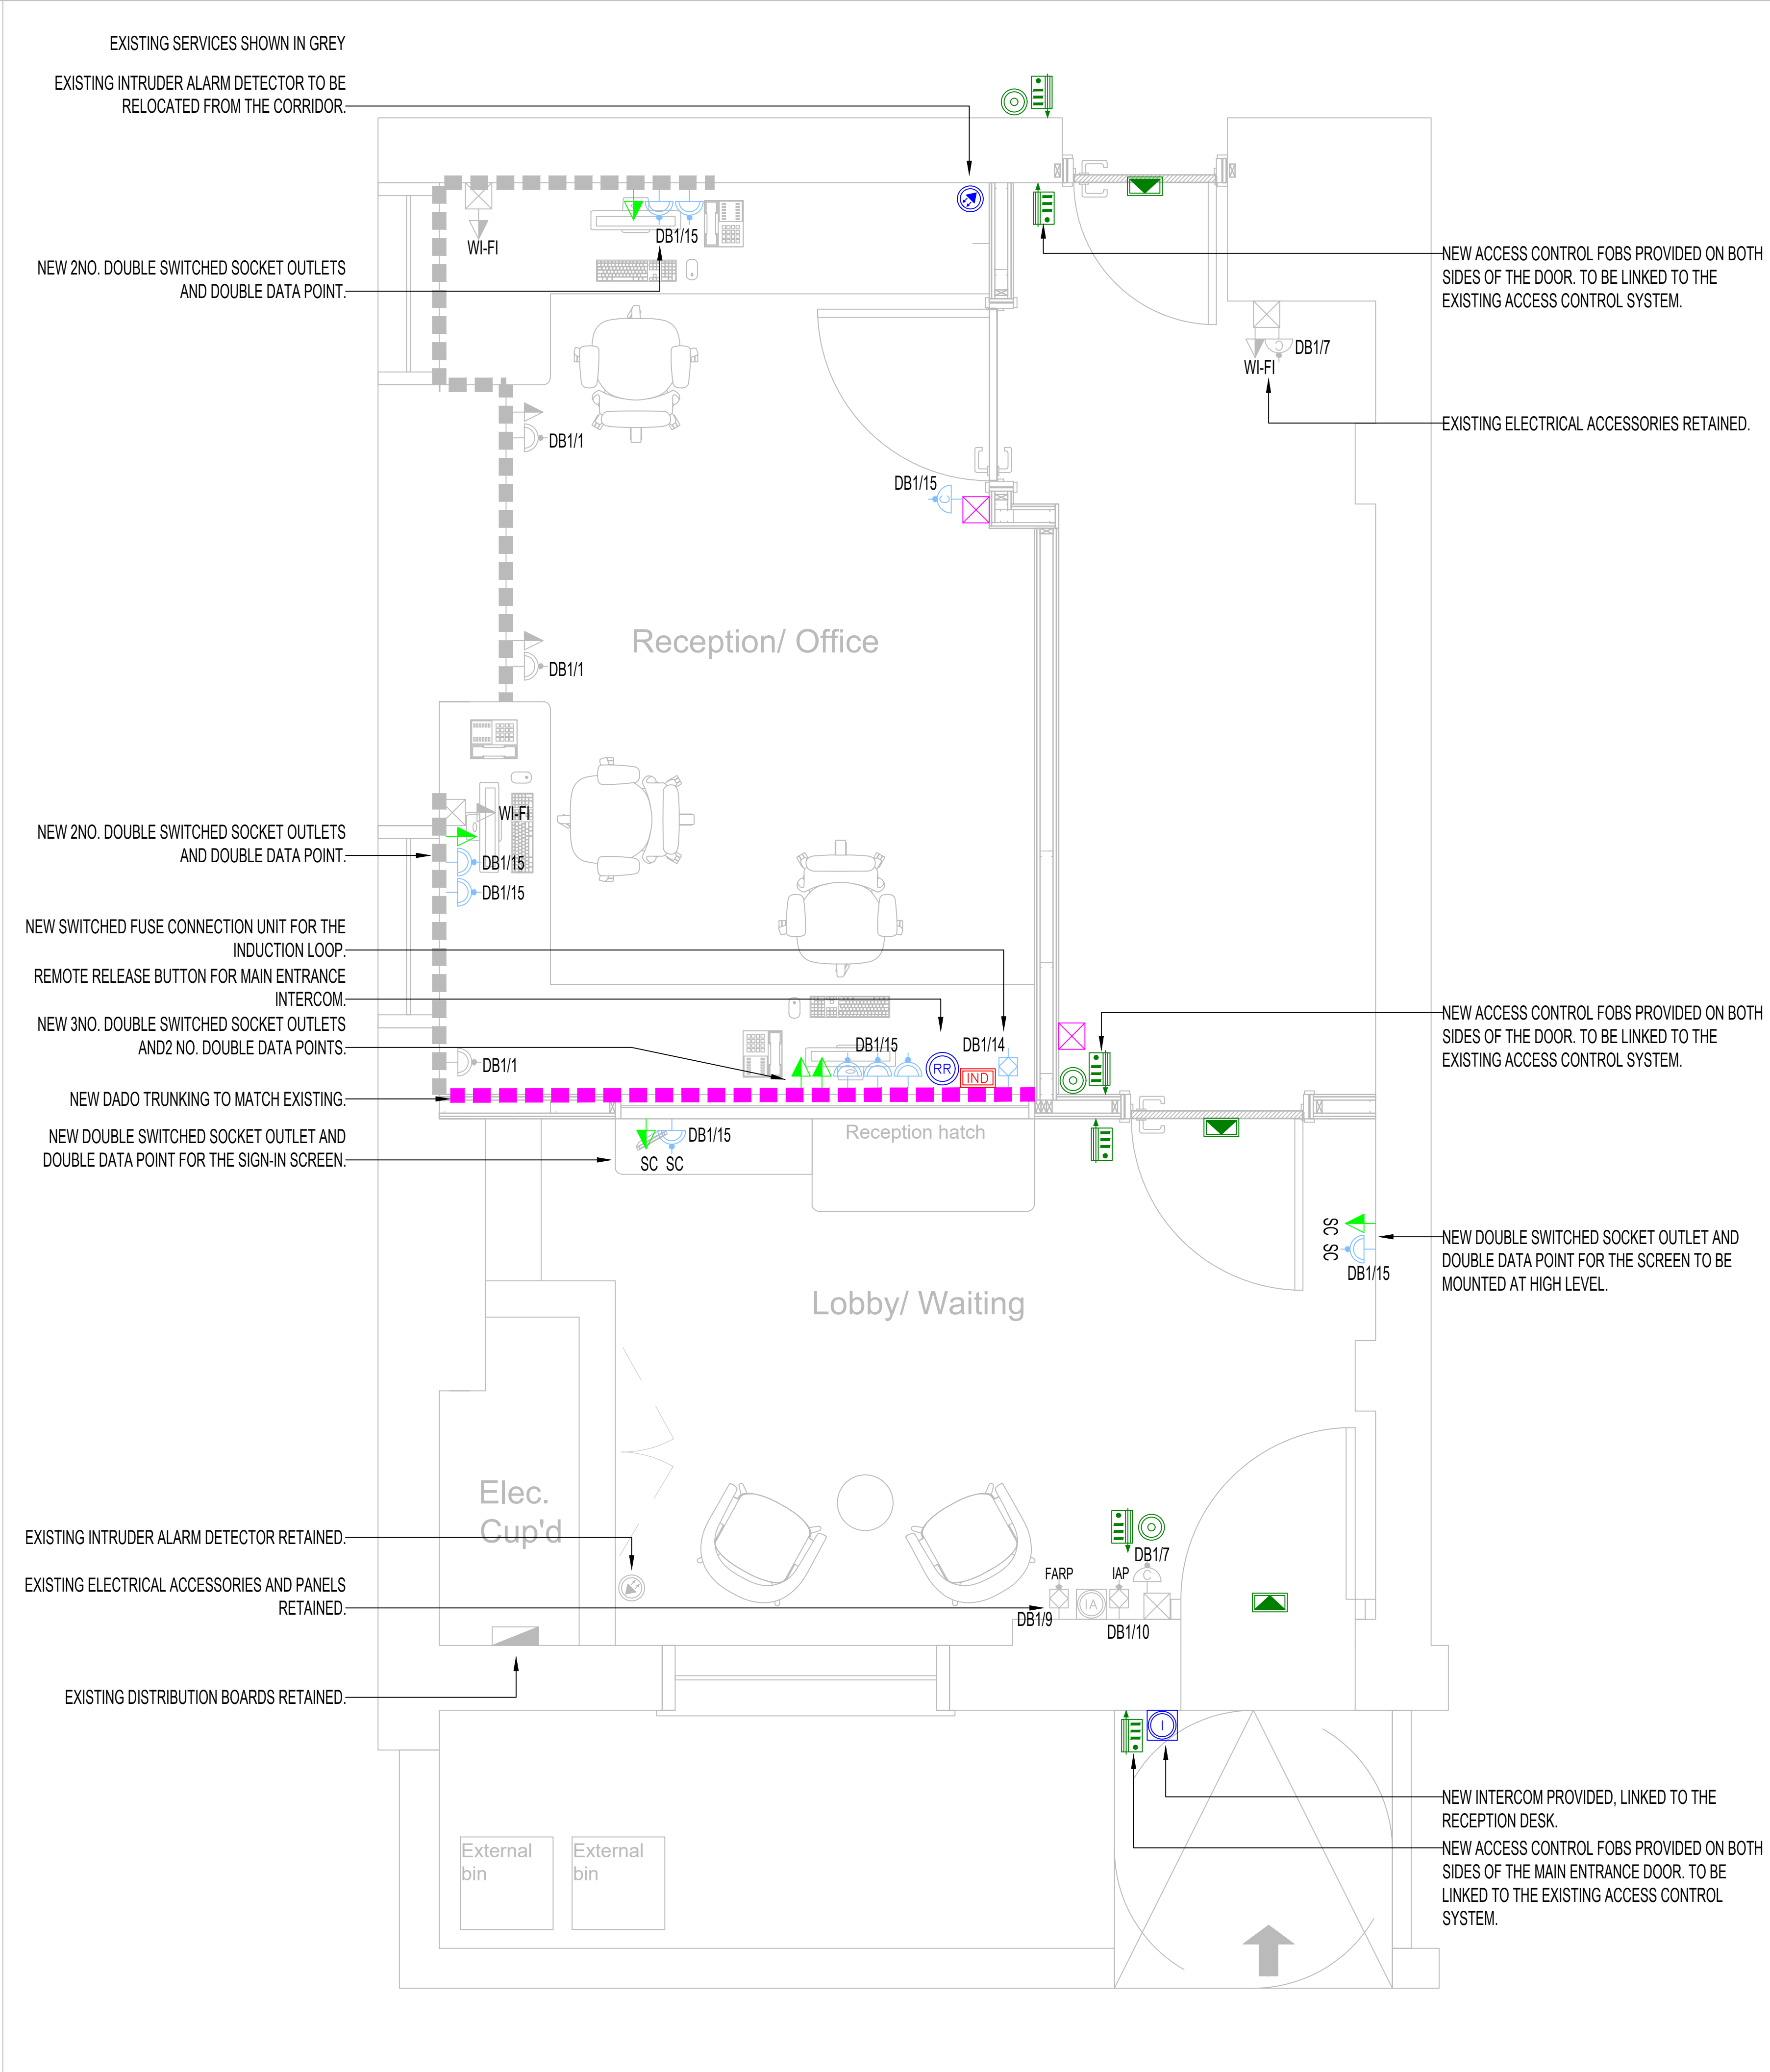 EXISTING SERVICES SHOWN IN GREY
EXISTING INTRUDER ALARM DETECTOR TO BE
RELOCATED FROM THE CORRIDOR.
WI-FI
DB1/15
NEW 2NO. DOUBLE SWITCHED SOCKET OUTLETS
AND DOUBLE DATA POINT.
NEW ACCESS CONTROL FOBS PROVIDED ON BOTH
SIDES OF THE DOOR. TO BE LINKED TO THE
EXISTING ACCESS CONTROL SYSTEM.
C
DB1/7
WI-FI
EXISTING ELECTRICAL ACCESSORIES RETAINED.
DB1/1
DB1/15
C
Reception/ Office
DB1/1
WI-FI
NEW 2NO. DOUBLE SWITCHED SOCKET OUTLETS
AND DOUBLE DATA POINT.
DB1/15
DB1/15
NEW SWITCHED FUSE CONNECTION UNIT FOR THE
INDUCTION LOOP.
REMOTE RELEASE BUTTON FOR MAIN ENTRANCE
INTERCOM.
NEW 3NO. DOUBLE SWITCHED SOCKET OUTLETS
AND2 NO. DOUBLE DATA POINTS.
DB1/15
DB1/14
RR
IND
DB1/1
NEW ACCESS CONTROL FOBS PROVIDED ON BOTH
SIDES OF THE DOOR. TO BE LINKED TO THE
EXISTING ACCESS CONTROL SYSTEM.
NEW DADO TRUNKING TO MATCH EXISTING.
NEW DOUBLE SWITCHED SOCKET OUTLET AND
DOUBLE DATA POINT FOR THE SIGN-IN SCREEN.
DB1/15
SC SC
Reception hatch
SC
SC
DB1/15
NEW DOUBLE SWITCHED SOCKET OUTLET AND
DOUBLE DATA POINT FOR THE SCREEN TO BE
MOUNTED AT HIGH LEVEL.
Lobby/ Waiting
Elec.
Cup'd
EXISTING INTRUDER ALARM DETECTOR RETAINED.
EXISTING ELECTRICAL ACCESSORIES AND PANELS
RETAINED.
DB1/7
FARP
IAP
C
IA
DB1/9
DB1/10
EXISTING DISTRIBUTION BOARDS RETAINED.
I
NEW INTERCOM PROVIDED, LINKED TO THE
RECEPTION DESK.
NEW ACCESS CONTROL FOBS PROVIDED ON BOTH
SIDES OF THE MAIN ENTRANCE DOOR. TO BE
LINKED TO THE EXISTING ACCESS CONTROL
SYSTEM.
External
bin
External
bin